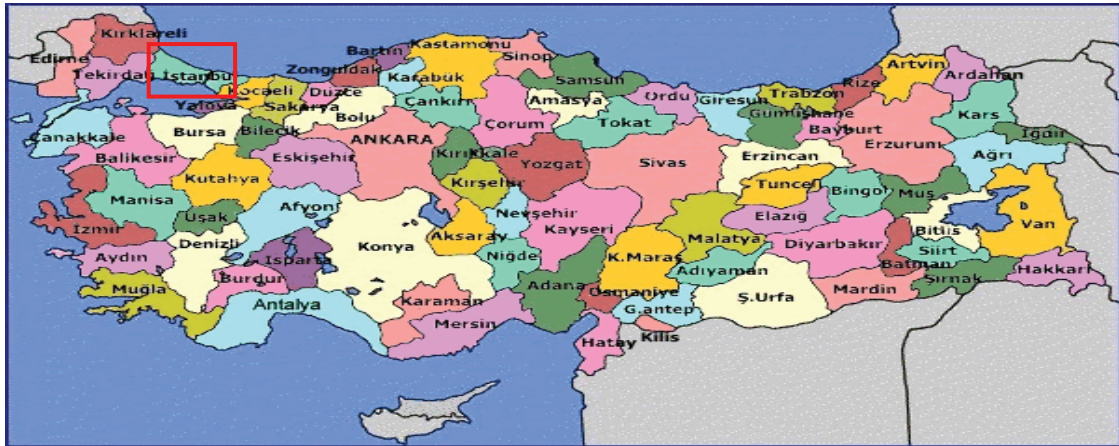 Kırklareli
Edirne
Tekirdağ
İstanbul
Kocaeli
Yalova
Sakarya
Düzce
Zonguldak
Bartın
Karabük
Kastamonu
Sinop
Samsun
Ordu
Giresun
Trabzon
Rize
Artvin
Ardahan
Çanakkale
Bursa
Bilecik
Bolu
Çankırı
Çorum
Amasya
Tokat
Gümüşhane
Bayburt
Kars
Iğdır
Balikesir
Eskişehir
ANKARA
Kırıkkale
Yozgat
Sivas
Erzincan
Erzurum
Ağrı
Kutahya
Kırşehir
Tuncel
Bingöl
Muş
Manisa
Uşak
Afyon
Nevşehir
Kayseri
Malatya
Elazığ
Bitlis
Van
İzmir
Denizli
Isparta
Konya
Aksaray
Niğde
K.Maraş
Adıyaman
Diyarbakır
Batman
Siirt
Aydın
Burdur
Muğla
Antalya
Karaman
Mersin
Adana
Osmaniye
G.antep
Ş.Urfa
Mardin
Şırnak
Hakkari
Hatay
Kilis